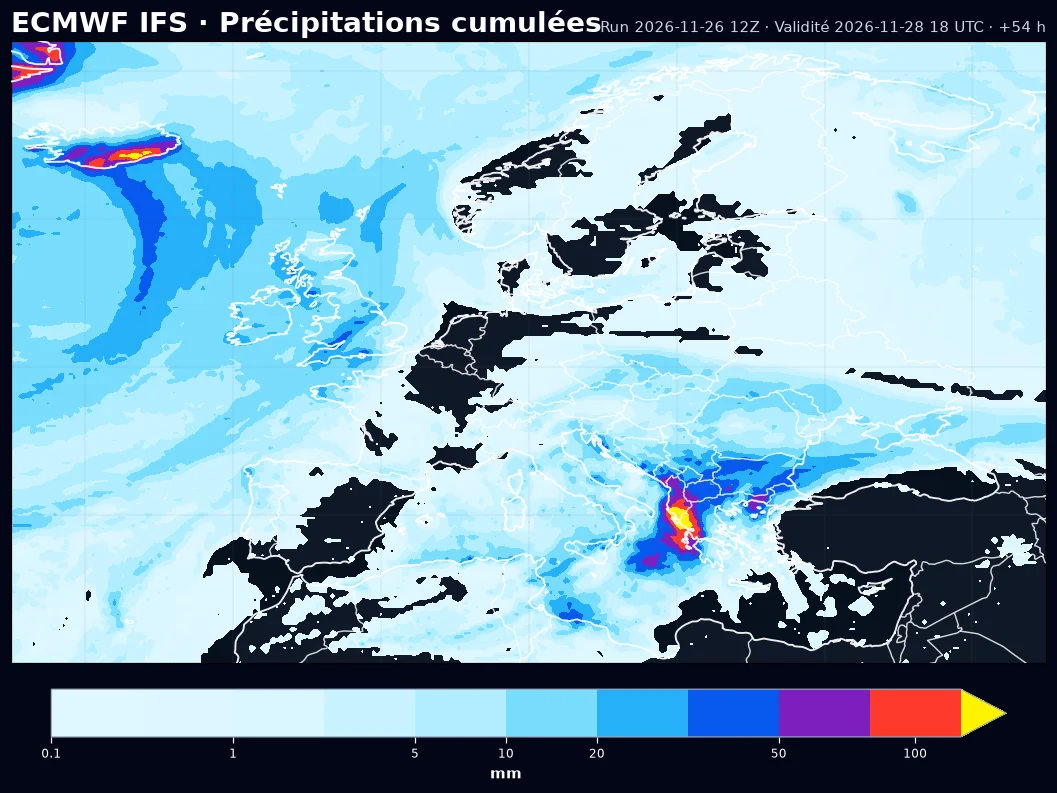 ECMWF IFS · Précipitations cumulées
Run 2026-11-26 12Z · Validité 2026-11-28 18 UTC · +54 h
0.1 1 5 10 20 50 100
mm